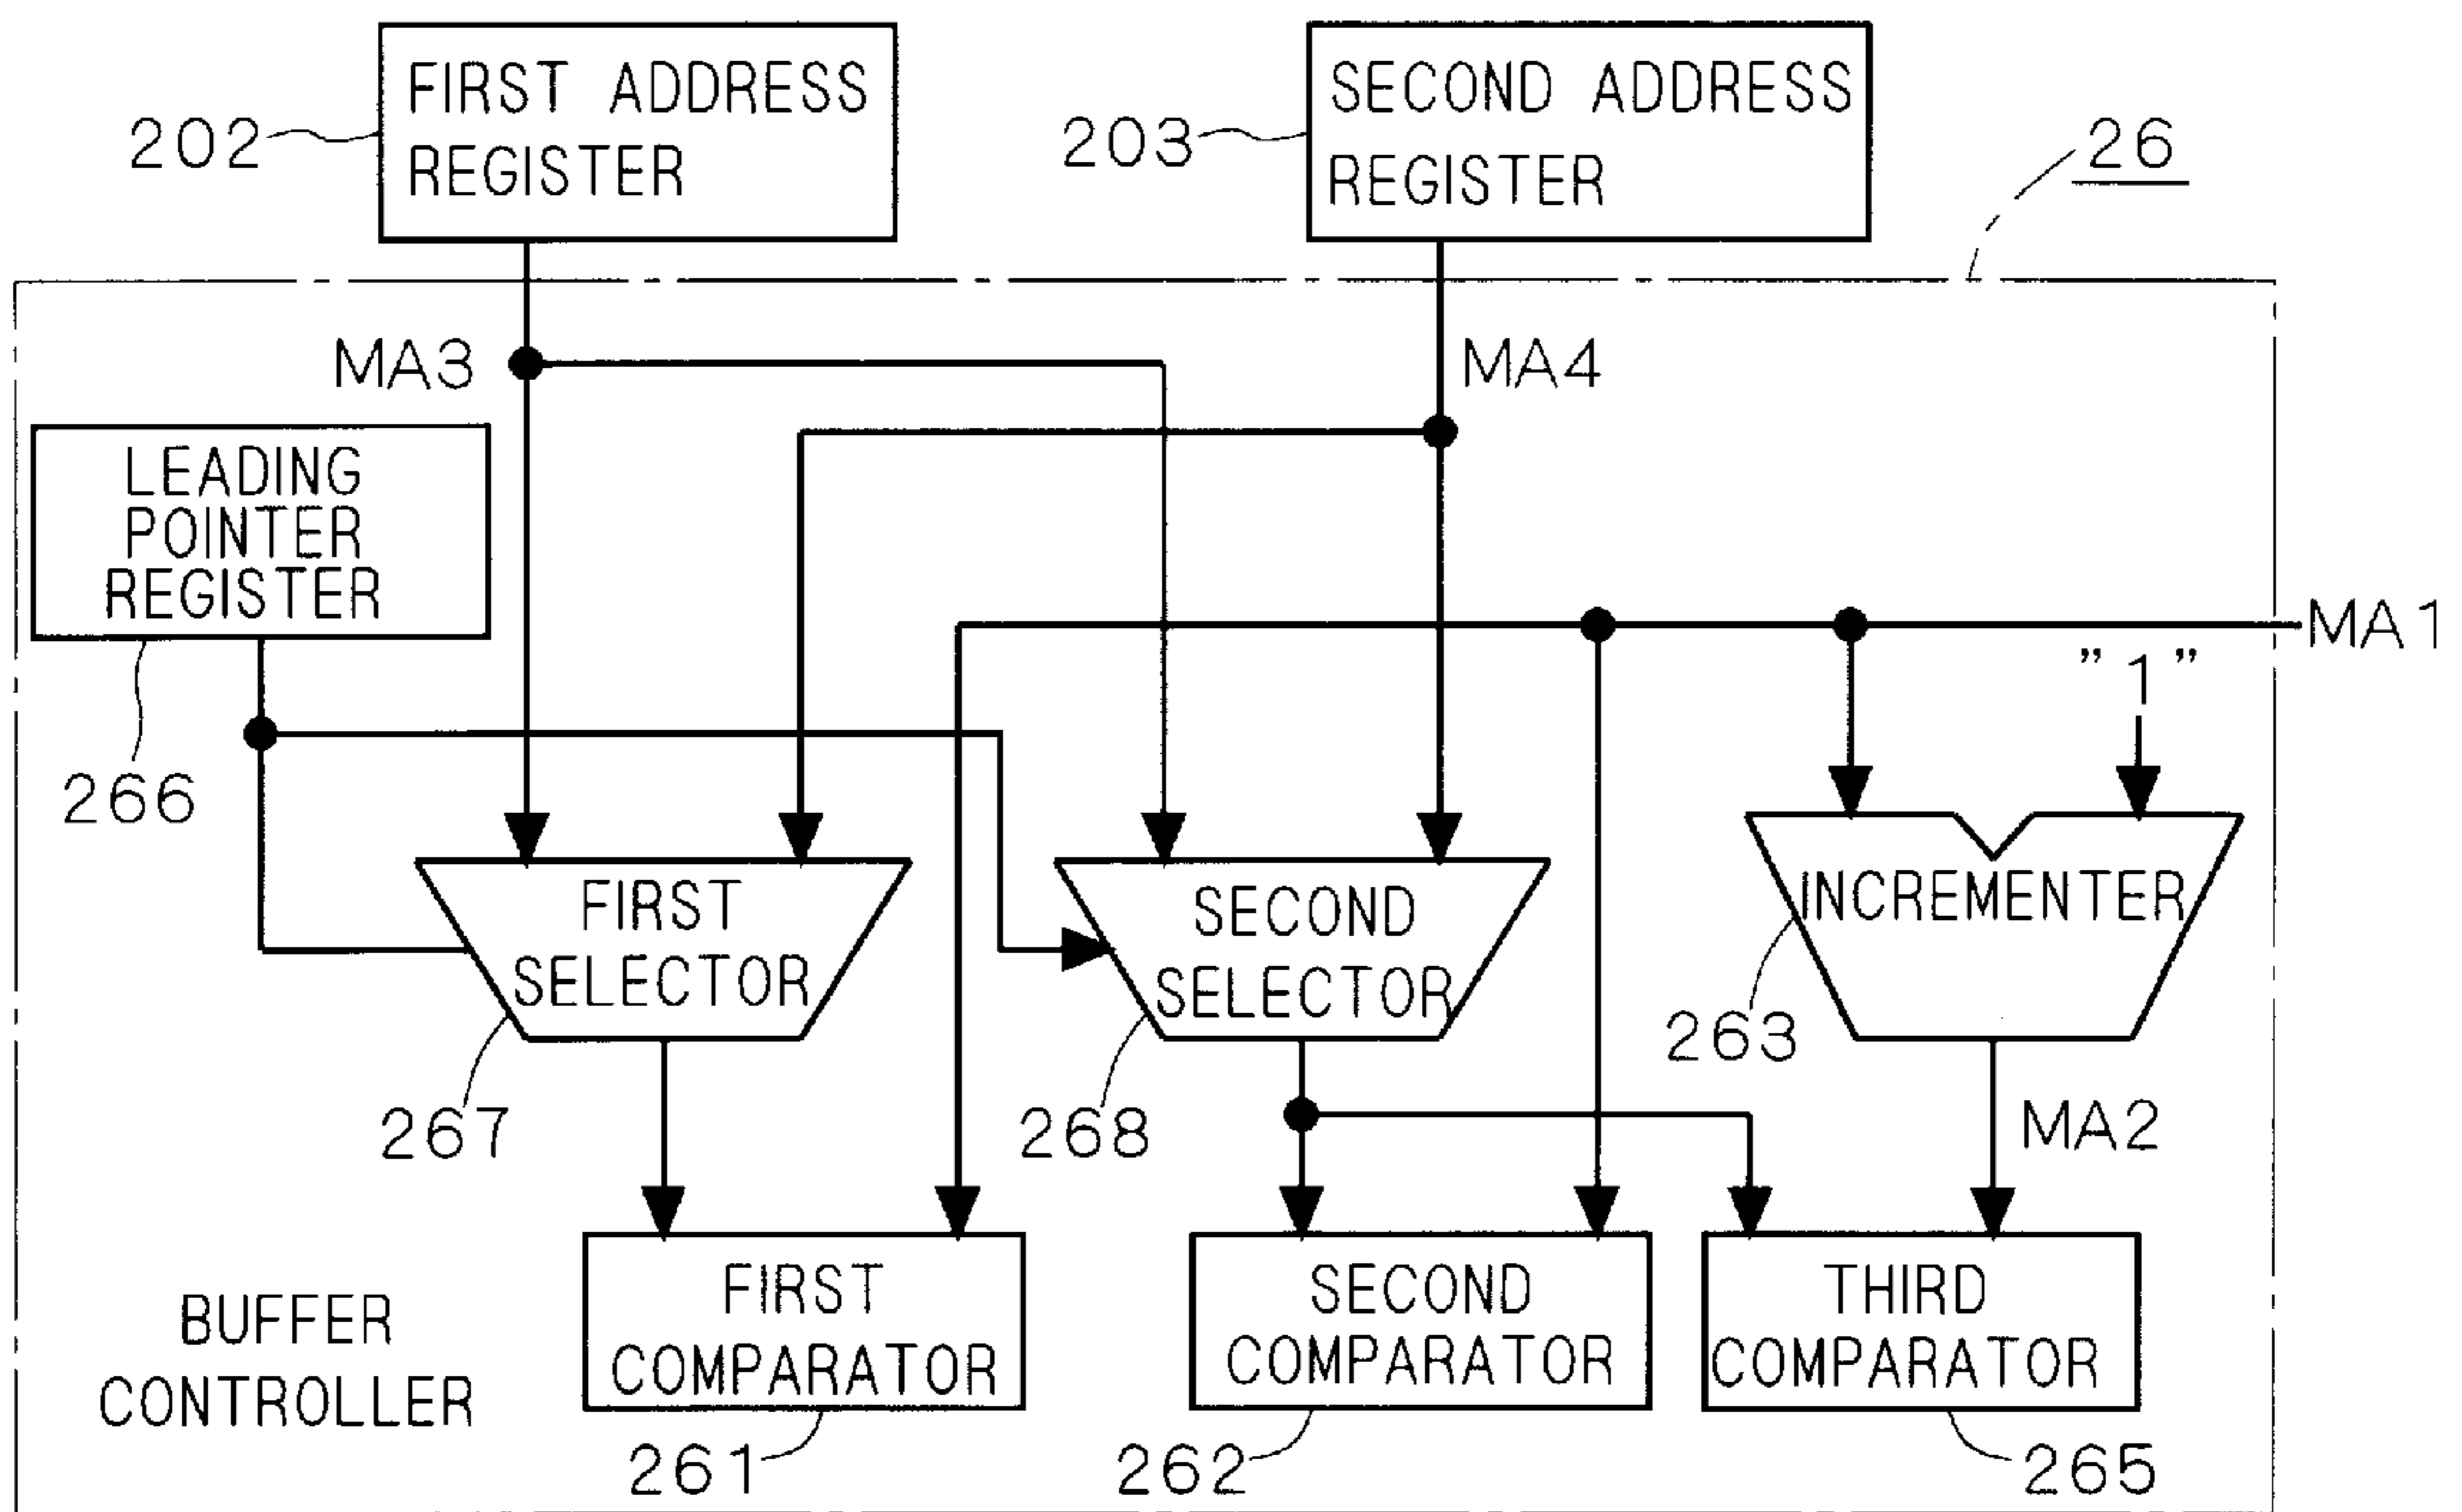 FIRST ADDRESS
REGISTER
202
SECOND ADDRESS
REGISTER
203
26
MA3
MA4
LEADING
POINTER
REGISTER
266
MA1
"1"
FIRST
SELECTOR
267
SECOND
SELECTOR
268
INCREMENTER
263
MA2
FIRST
COMPARATOR
261
SECOND
COMPARATOR
262
THIRD
COMPARATOR
265
BUFFER
CONTROLLER